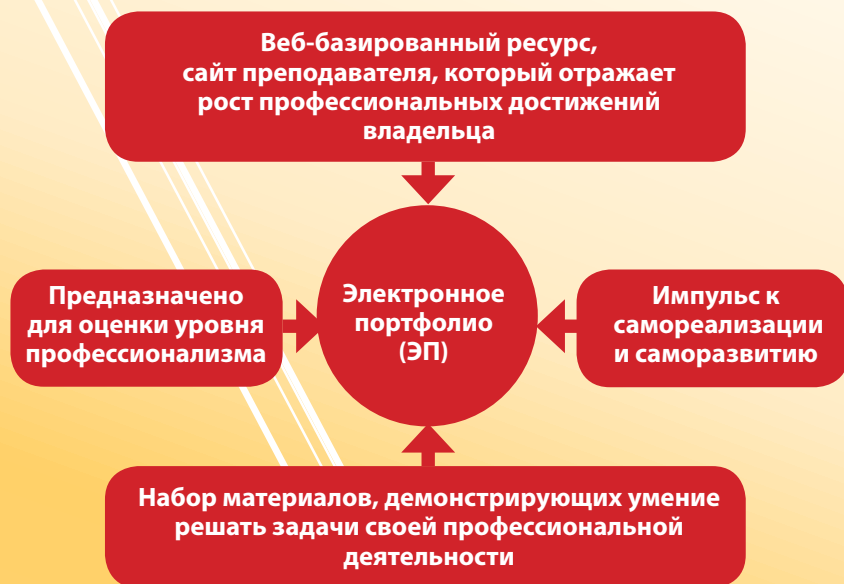 Веб-базированный ресурс,
сайт преподавателя, который отражает
рост профессиональных достижений
владельца
Предназначено
для оценки уровня
профессионализма
Электронное
портфолио
(ЭП)
Импульс к
самореализации
и саморазвитию
Набор материалов, демонстрирующих умение
решать задачи своей профессиональной
деятельности